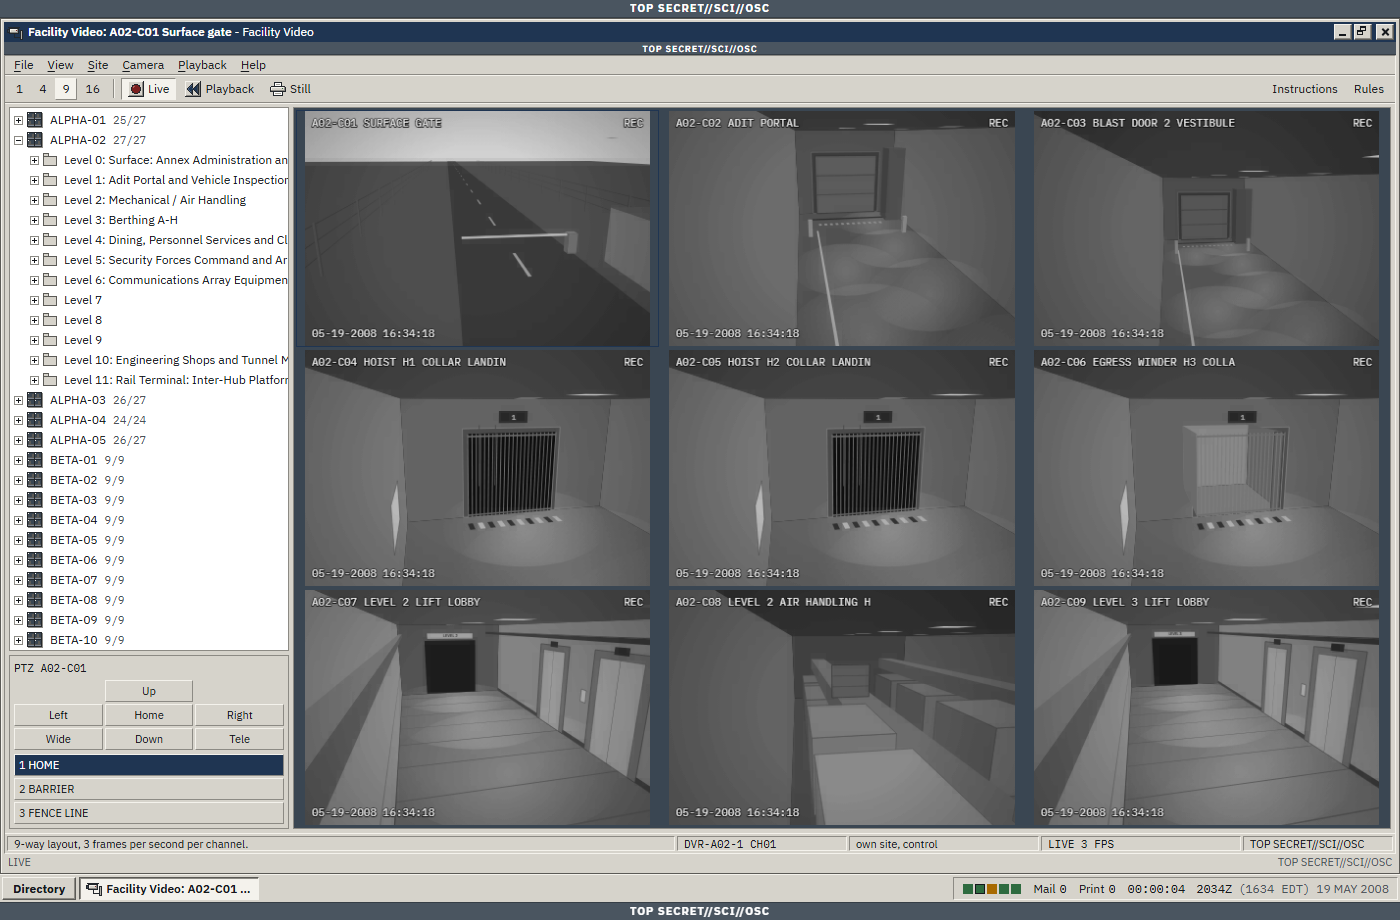 TOP SECRET//SCI//OSC
Facility Video: A02-C01 Surface gate - Facility Video
TOP SECRET//SCI//OSC
File View Site Camera Playback Help
1 4 9 16 Live Playback Still Instructions Rules
ALPHA-01 25/27
ALPHA-02 27/27
Level 0: Surface: Annex Administration an
Level 1: Adit Portal and Vehicle Inspection
Level 2: Mechanical / Air Handling
Level 3: Berthing A-H
Level 4: Dining, Personnel Services and Cl
Level 5: Security Forces Command and Ar
Level 6: Communications Array Equipmen
Level 7
Level 8
Level 9
Level 10: Engineering Shops and Tunnel M
Level 11: Rail Terminal: Inter-Hub Platfor
ALPHA-03 26/27
ALPHA-04 24/24
ALPHA-05 26/27
BETA-01 9/9
BETA-02 9/9
BETA-03 9/9
BETA-04 9/9
BETA-05 9/9
BETA-06 9/9
BETA-07 9/9
BETA-08 9/9
BETA-09 9/9
BETA-10 9/9
PTZ A02-C01
Up
Left Home Right
Wide Down Tele
1 HOME
2 BARRIER
3 FENCE LINE
A02-C01 SURFACE GATE REC
05-19-2008 16:34:18
A02-C02 ADIT PORTAL REC
05-19-2008 16:34:18
A02-C03 BLAST DOOR 2 VESTIBULE REC
05-19-2008 16:34:18
A02-C04 HOIST H1 COLLAR LANDIN REC
1
05-19-2008 16:34:18
A02-C05 HOIST H2 COLLAR LANDIN REC
1
05-19-2008 16:34:18
A02-C06 EGRESS WINDER H3 COLLA REC
1
05-19-2008 16:34:18
A02-C07 LEVEL 2 LIFT LOBBY REC
LEVEL 2
05-19-2008 16:34:18
A02-C08 LEVEL 2 AIR HANDLING H REC
05-19-2008 16:34:18
A02-C09 LEVEL 3 LIFT LOBBY REC
05-19-2008 16:34:18
9-way layout, 3 frames per second per channel. DVR-A02-1 CH01 own site, control LIVE 3 FPS TOP SECRET//SCI//OSC
LIVE TOP SECRET//SCI//OSC
Directory Facility Video: A02-C01 ... Mail 0 Print 0 00:00:04 2034Z (1634 EDT) 19 MAY 2008
TOP SECRET//SCI//OSC